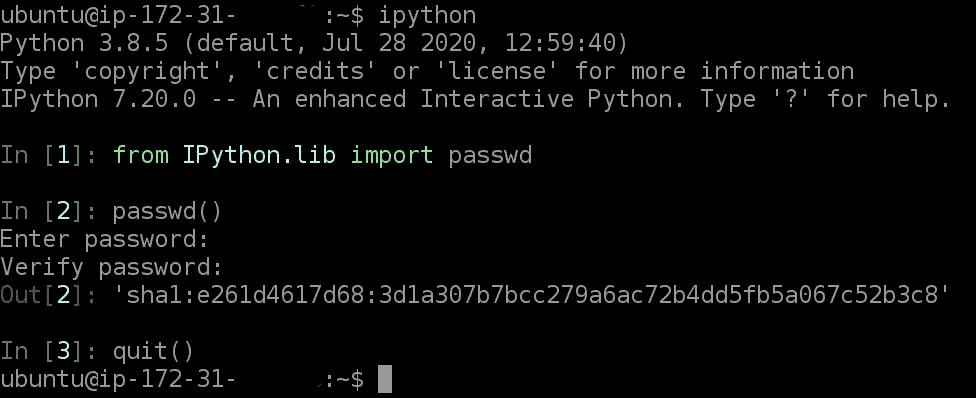 ubuntu@ip-172-31- :~$ ipython
Python 3.8.5 (default, Jul 28 2020, 12:59:40)
Type 'copyright', 'credits' or 'license' for more information
IPython 7.20.0 -- An enhanced Interactive Python. Type '?' for help.
In [1]: from IPython.lib import passwd
In [2]: passwd()
Enter password:
Verify password:
Out[2]: 'sha1:e261d4617d68:3d1a307b7bcc279a6ac72b4dd5fb5a067c52b3c8'
In [3]: quit()
ubuntu@ip-172-31- :~$